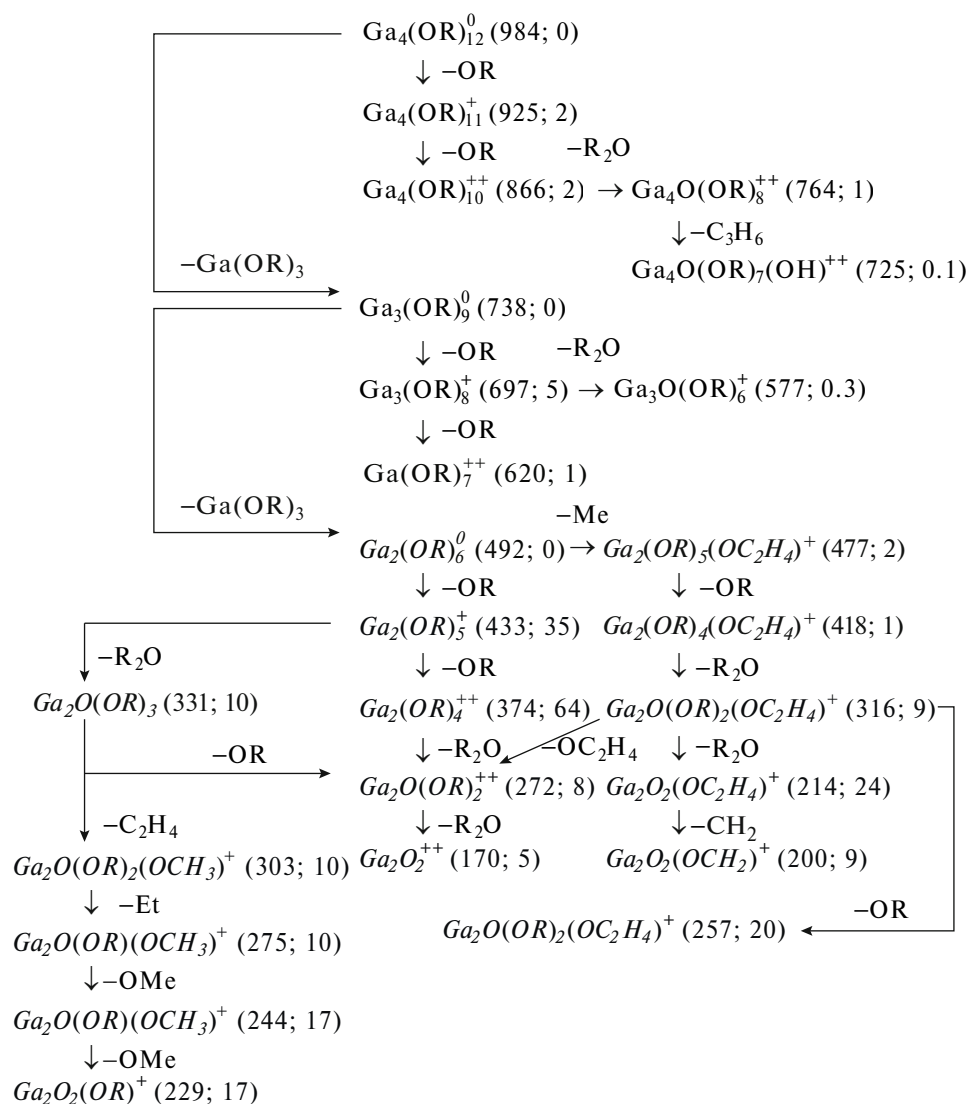 Ga₄(OR)₁₂⁰ (984; 0)
↓ –OR
Ga₄(OR)₁₁⁺ (925; 2)
↓ –OR –R₂O
Ga₄(OR)₁₀⁺⁺ (866; 2) → Ga₄O(OR)₈⁺⁺ (764; 1)
↓ –C₃H₆
–Ga(OR)₃ Ga₄O(OR)₇(OH)⁺⁺ (725; 0.1)
Ga₃(OR)₉⁰ (738; 0)
↓ –OR –R₂O
Ga₃(OR)₈⁺ (697; 5) → Ga₃O(OR)₆⁺ (577; 0.3)
↓ –OR
Ga(OR)₇⁺⁺ (620; 1)
–Ga(OR)₃ –Me
Ga₂(OR)₆⁰ (492; 0) → Ga₂(OR)₅(OC₂H₄)⁺ (477; 2)
↓ –OR ↓ –OR
Ga₂(OR)₅⁺ (433; 35) Ga₂(OR)₄(OC₂H₄)⁺ (418; 1)
–R₂O ↓ –OR ↓ –R₂O
Ga₂O(OR)₃ (331; 10) Ga₂(OR)₄⁺⁺ (374; 64) Ga₂O(OR)₂(OC₂H₄)⁺ (316; 9)
–OR ↓ –R₂O –OC₂H₄ ↓ –R₂O
Ga₂O(OR)₂⁺⁺ (272; 8) Ga₂O₂(OC₂H₄)⁺ (214; 24)
–C₂H₄ ↓ –R₂O ↓ –CH₂
Ga₂O(OR)₂(OCH₃)⁺ (303; 10) Ga₂O₂⁺⁺ (170; 5) Ga₂O₂(OCH₂)⁺ (200; 9)
↓ –Et –OR
Ga₂O(OR)(OCH₃)⁺ (275; 10) Ga₂O(OR)₂(OC₂H₄)⁺ (257; 20)
↓ –OMe
Ga₂O(OR)(OCH₃)⁺ (244; 17)
↓ –OMe
Ga₂O₂(OR)⁺ (229; 17)